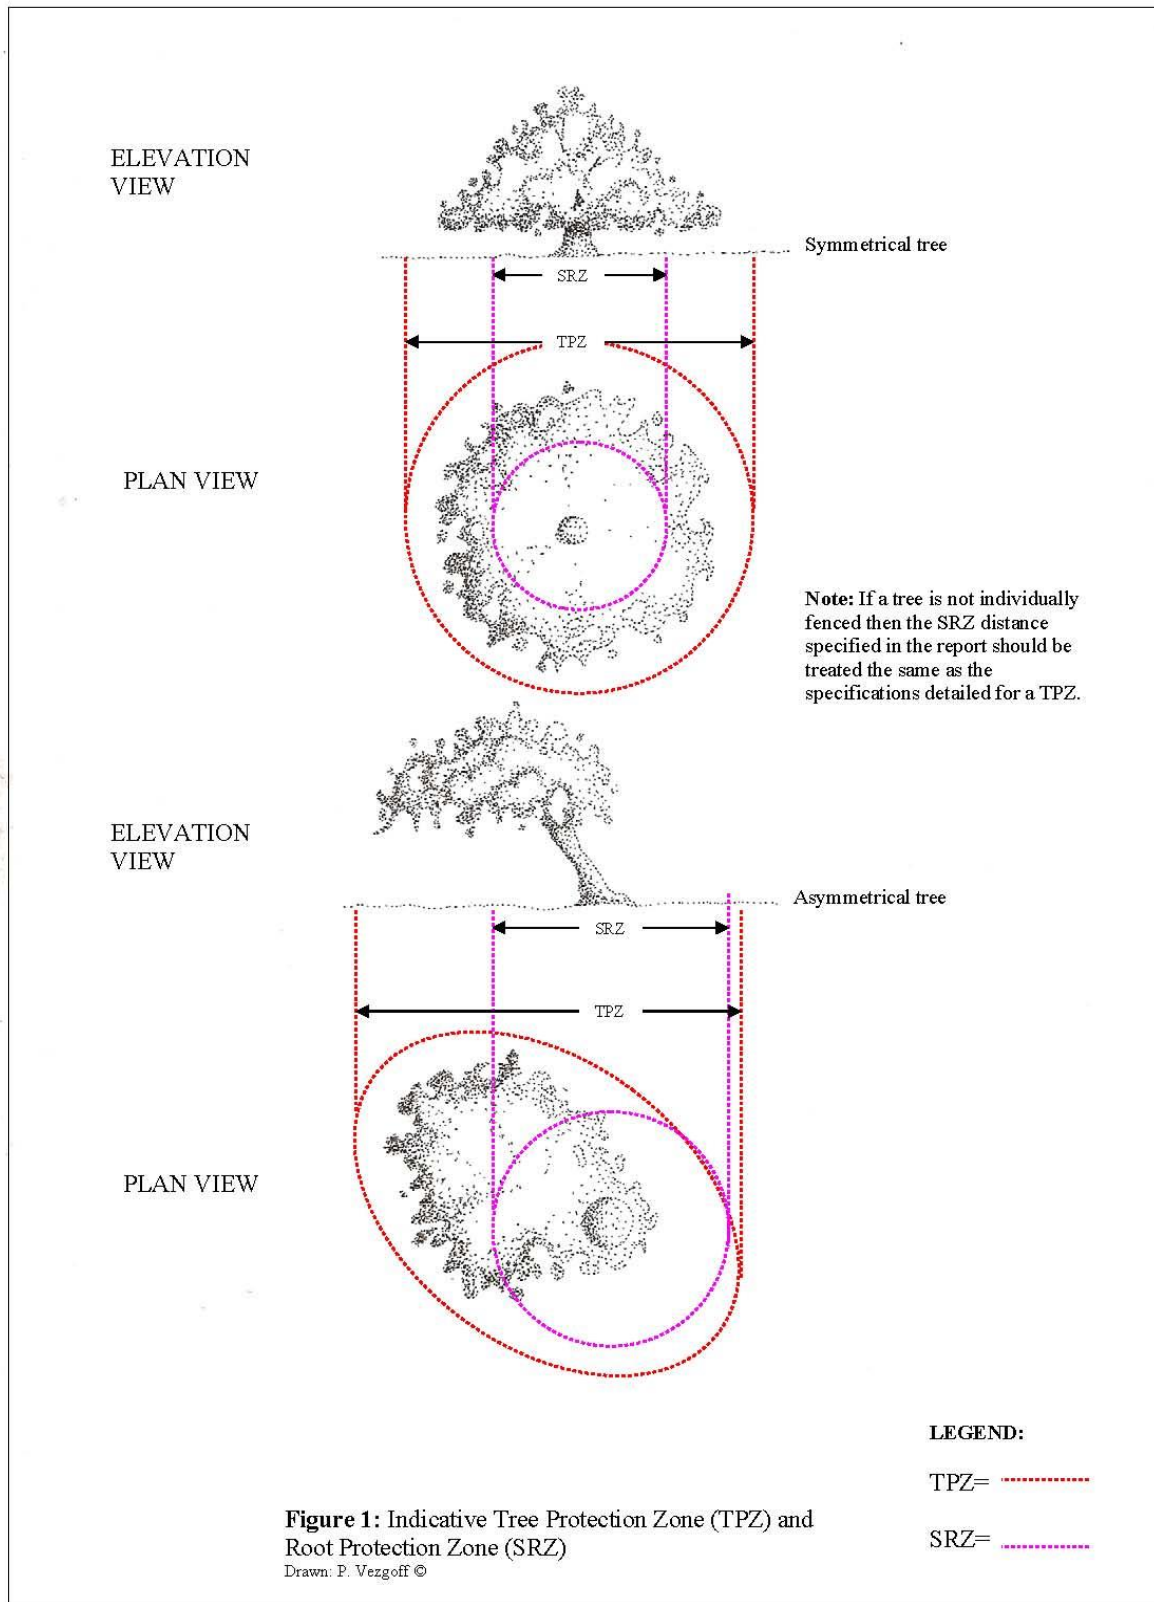 ELEVATION
VIEW
Symmetrical tree
SRZ
TPZ
PLAN VIEW
Note: If a tree is not individually
fenced then the SRZ distance
specified in the report should be
treated the same as the
specifications detailed for a TPZ.
ELEVATION
VIEW
Asymmetrical tree
SRZ
TPZ
PLAN VIEW
LEGEND:
TPZ=
SRZ=
Figure 1: Indicative Tree Protection Zone (TPZ) and
Root Protection Zone (SRZ)
Drawn: P. Vezgoff ©